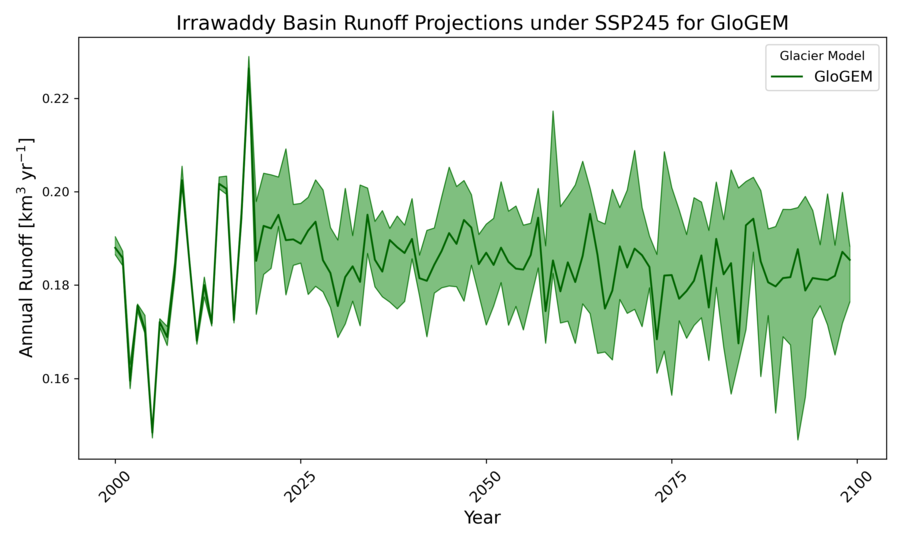 Irrawaddy Basin Runoff Projections under SSP245 for GloGEM
Glacier Model
GloGEM
0.22
0.20
0.18
0.16
Annual Runoff [km³ yr⁻¹]
2000
2025
2050
2075
2100
Year